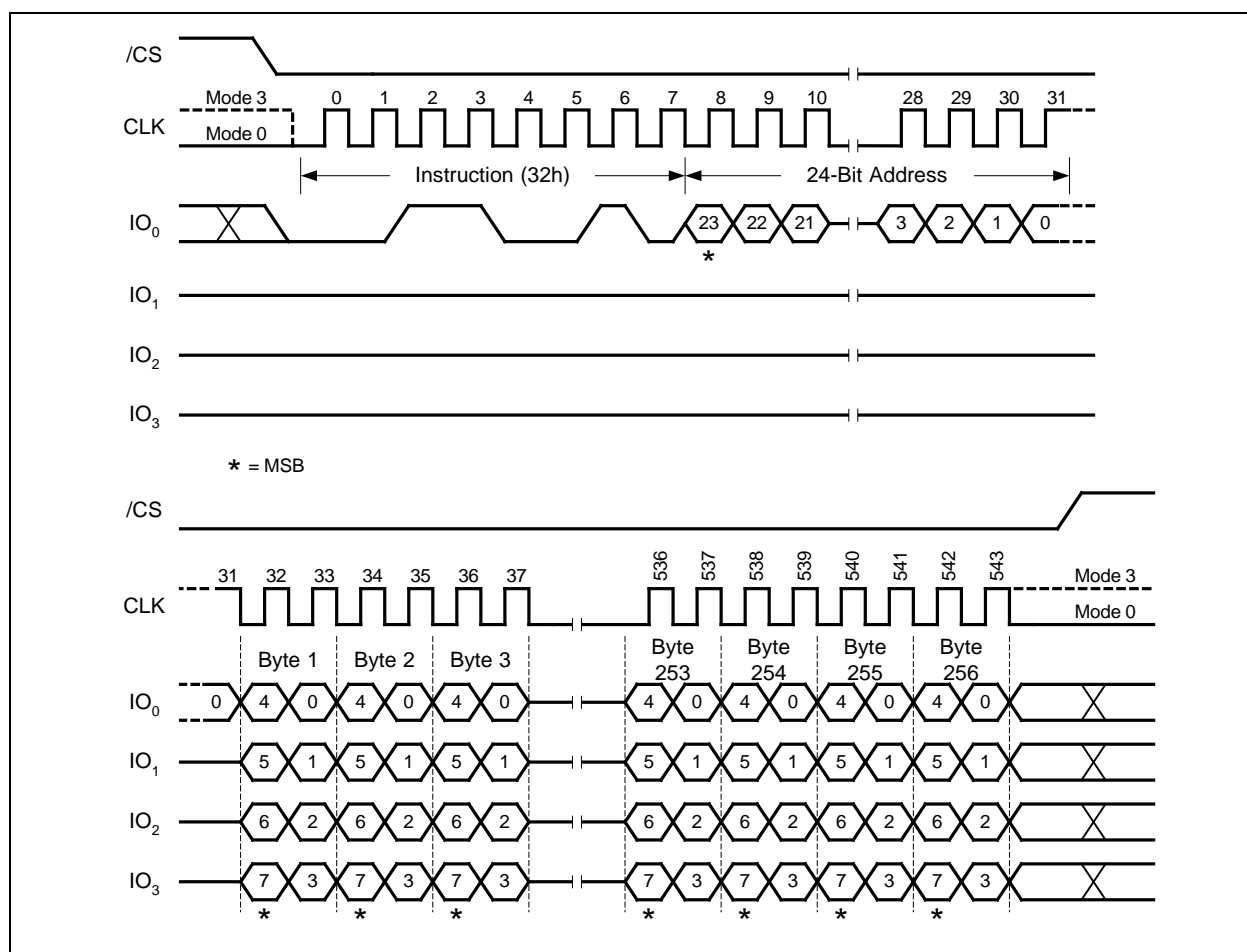 /CS
Mode 3 0 1 2 3 4 5 6 7 8 9 10 28 29 30 31
CLK
Mode 0
Instruction (32h) 24-Bit Address
IO0 23 22 21 3 2 1 0
*
IO1
IO2
IO3
* = MSB
/CS
31 32 33 34 35 36 37 536 537 538 539 540 541 542 543
Mode 3
CLK
Mode 0
Byte 1 Byte 2 Byte 3 Byte 253 Byte 254 Byte 255 Byte 256
IO0 0 4 0 4 0 4 0 4 0 4 0 4 0 4 0
IO1 5 1 5 1 5 1 5 1 5 1 5 1 5 1
IO2 6 2 6 2 6 2 6 2 6 2 6 2 6 2
IO3 7 3 7 3 7 3 7 3 7 3 7 3 7 3
* * * * * * *